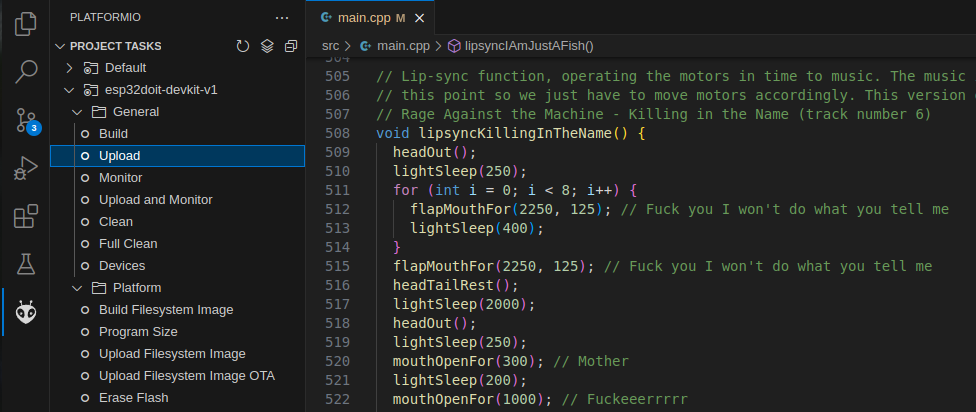 PLATFORMIO
PROJECT TASKS
Default
esp32doit-devkit-v1
General
Build
Upload
Monitor
Upload and Monitor
Clean
Full Clean
Devices
Platform
Build Filesystem Image
Program Size
Upload Filesystem Image
Upload Filesystem Image OTA
Erase Flash
3
main.cpp M
src > main.cpp > lipsyncIAmJustAFish()
504
505 // Lip-sync function, operating the motors in time to music. The music
506 // this point so we just have to move motors accordingly. This version
507 // Rage Against the Machine - Killing in the Name (track number 6)
508 void lipsyncKillingInTheName() {
509 headOut();
510 lightSleep(250);
511 for (int i = 0; i < 8; i++) {
512 flapMouthFor(2250, 125); // Fuck you I won't do what you tell me
513 lightSleep(400);
514 }
515 flapMouthFor(2250, 125); // Fuck you I won't do what you tell me
516 headTailRest();
517 lightSleep(2000);
518 headOut();
519 lightSleep(250);
520 mouthOpenFor(300); // Mother
521 lightSleep(200);
522 mouthOpenFor(1000); // Fuckeeerrrrr